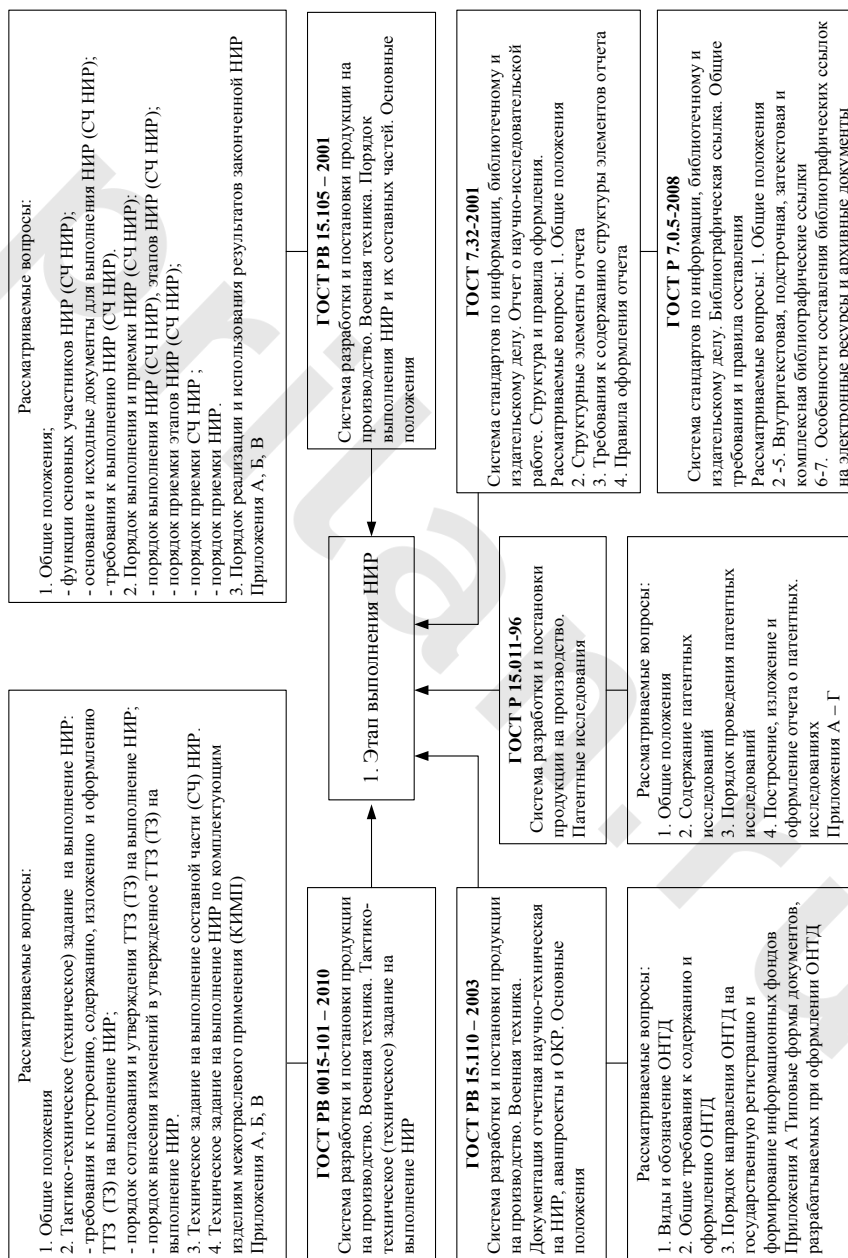 Рассматриваемые вопросы:
1. Общие положения
2. Тактико-техническое (техническое) задание на выполнение НИР:
- требования к построению, содержанию, изложению и оформлению
ТТЗ (ТЗ) на выполнение НИР;
- порядок согласования и утверждения ТТЗ (ТЗ) на выполнение НИР;
- порядок внесения изменений в утвержденное ТТЗ (ТЗ) на
выполнение НИР.
3. Техническое задание на выполнение составной части (СЧ) НИР.
4. Техническое задание на выполнение НИР по комплектующим
изделиям межотраслевого применения (КИМП)
Приложения А, Б, В
Рассматриваемые вопросы:
1. Общие положения;
- функции основных участников НИР (СЧ НИР);
- основание и исходные документы для выполнения НИР (СЧ НИР);
- требования к выполнению НИР (СЧ НИР).
2. Порядок выполнения и приемки НИР (СЧ НИР):
- порядок выполнения НИР (СЧ НИР), этапов НИР (СЧ НИР);
- порядок приемки этапов НИР (СЧ НИР);
- порядок приемки СЧ НИР ;
- порядок приемки НИР.
3. Порядок реализации и использования результатов законченной НИР
Приложения А, Б, В
ГОСТ РВ 0015-101 – 2010
Система разработки и постановки продукции
на производство. Военная техника. Тактико-
техническое (техническое) задание на
выполнение НИР
1. Этап выполнения НИР
ГОСТ РВ 15.105 – 2001
Система разработки и постановки продукции на
производство. Военная техника. Порядок
выполнения НИР и их составных частей. Основные
положения
ГОСТ РВ 15.110 – 2003
Система разработки и постановки продукции
на производство. Военная техника.
Документация отчетная научно-техническая
на НИР, аванпроекты и ОКР. Основные
положения
ГОСТ Р 15.011-96
Система разработки и постановки
продукции на производство.
Патентные исследования
ГОСТ 7.32-2001
Система стандартов по информации, библиотечному и
издательскому делу. Отчет о научно-исследовательской
работе. Структура и правила оформления.
Рассматриваемые вопросы: 1. Общие положения
2. Структурные элементы отчета
3. Требования к содержанию структуры элементов отчета
4. Правила оформления отчета
Рассматриваемые вопросы:
1. Виды и обозначение ОНТД
2. Общие требования к содержанию и
оформлению ОНТД
3. Порядок направления ОНТД на
государственную регистрацию и
формирование информационных фондов
Приложения А Типовые формы документов,
разрабатываемых при оформлении ОНТД
Рассматриваемые вопросы:
1. Общие положения
2. Содержание патентных
исследований
3. Порядок проведения патентных
исследований
4. Построение, изложение и
оформление отчета о патентных.
исследованиях
Приложения А – Г
ГОСТ Р 7.0.5-2008
Система стандартов по информации, библиотечному и
издательскому делу. Библиографическая ссылка. Общие
требования и правила составления
Рассматриваемые вопросы: 1. Общие положения
2 -5. Внутритекстовая, подстрочная, затекстовая и
комплексная библиографические ссылки
6-7. Особенности составления библиографических ссылок
на электронные ресурсы и архивные документы
prilan.ru